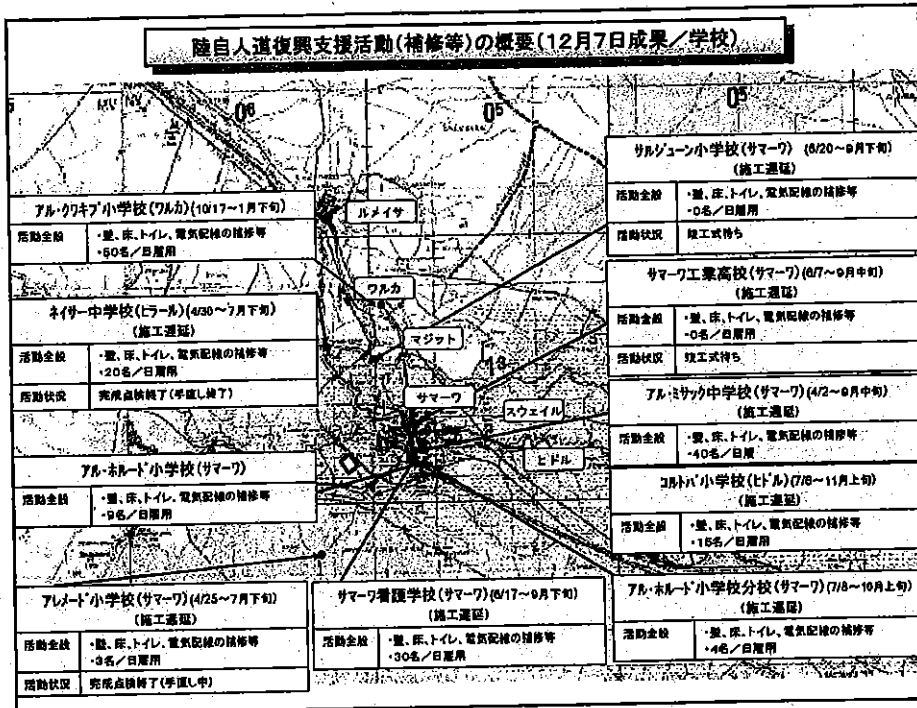 陸自人道復興支援活動(補修等)の概要(12月7日成果/学校)
サルジューン小学校(サマーワ) (6/20~9月下旬)
(施工遅延)
活動全般
・壁、床、トイレ、電気配線の補修等
・0名/日雇用
活動状況
竣工式待ち
アル・クワキブ小学校(ワルカ)(10/17~1月下旬)
活動全般
・壁、床、トイレ、電気配線の補修等
・50名/日雇用
ルメイサ
ワルカ
マジット
サマーワ
スウェイル
ヒドル
サマーワ工業高校(サマーワ)(6/7~9月中旬)
(施工遅延)
活動全般
・壁、床、トイレ、電気配線の補修等
・0名/日雇用
活動状況
竣工式待ち
ネイサー中学校(ヒラール)(4/30~7月下旬)
(施工遅延)
活動全般
・壁、床、トイレ、電気配線の補修等
・20名/日雇用
活動状況
完成点検終了(手直し終了)
アル・ミサック中学校(サマーワ)(4/2~9月中旬)
(施工遅延)
活動全般
・壁、床、トイレ、電気配線の補修等
・40名/日雇
アル・ホルード小学校(サマーワ)
活動全般
・壁、床、トイレ、電気配線の補修等
・9名/日雇用
コルトバ小学校(ヒドル)(7/8~11月上旬)
(施工遅延)
活動全般
・壁、床、トイレ、電気配線の補修等
・15名/日雇用
アレメード小学校(サマーワ)(4/25~7月下旬)
(施工遅延)
活動全般
・壁、床、トイレ、電気配線の補修等
・3名/日雇用
活動状況
完成点検終了(手直し中)
サマーワ看護学校(サマーワ)(6/17~9月下旬)
(施工遅延)
活動全般
・壁、床、トイレ、電気配線の補修等
・30名/日雇用
アル・ホルード小学校分校(サマーワ)(7/8~10月上旬)
(施工遅延)
活動全般
・壁、床、トイレ、電気配線の補修等
・4名/日雇用